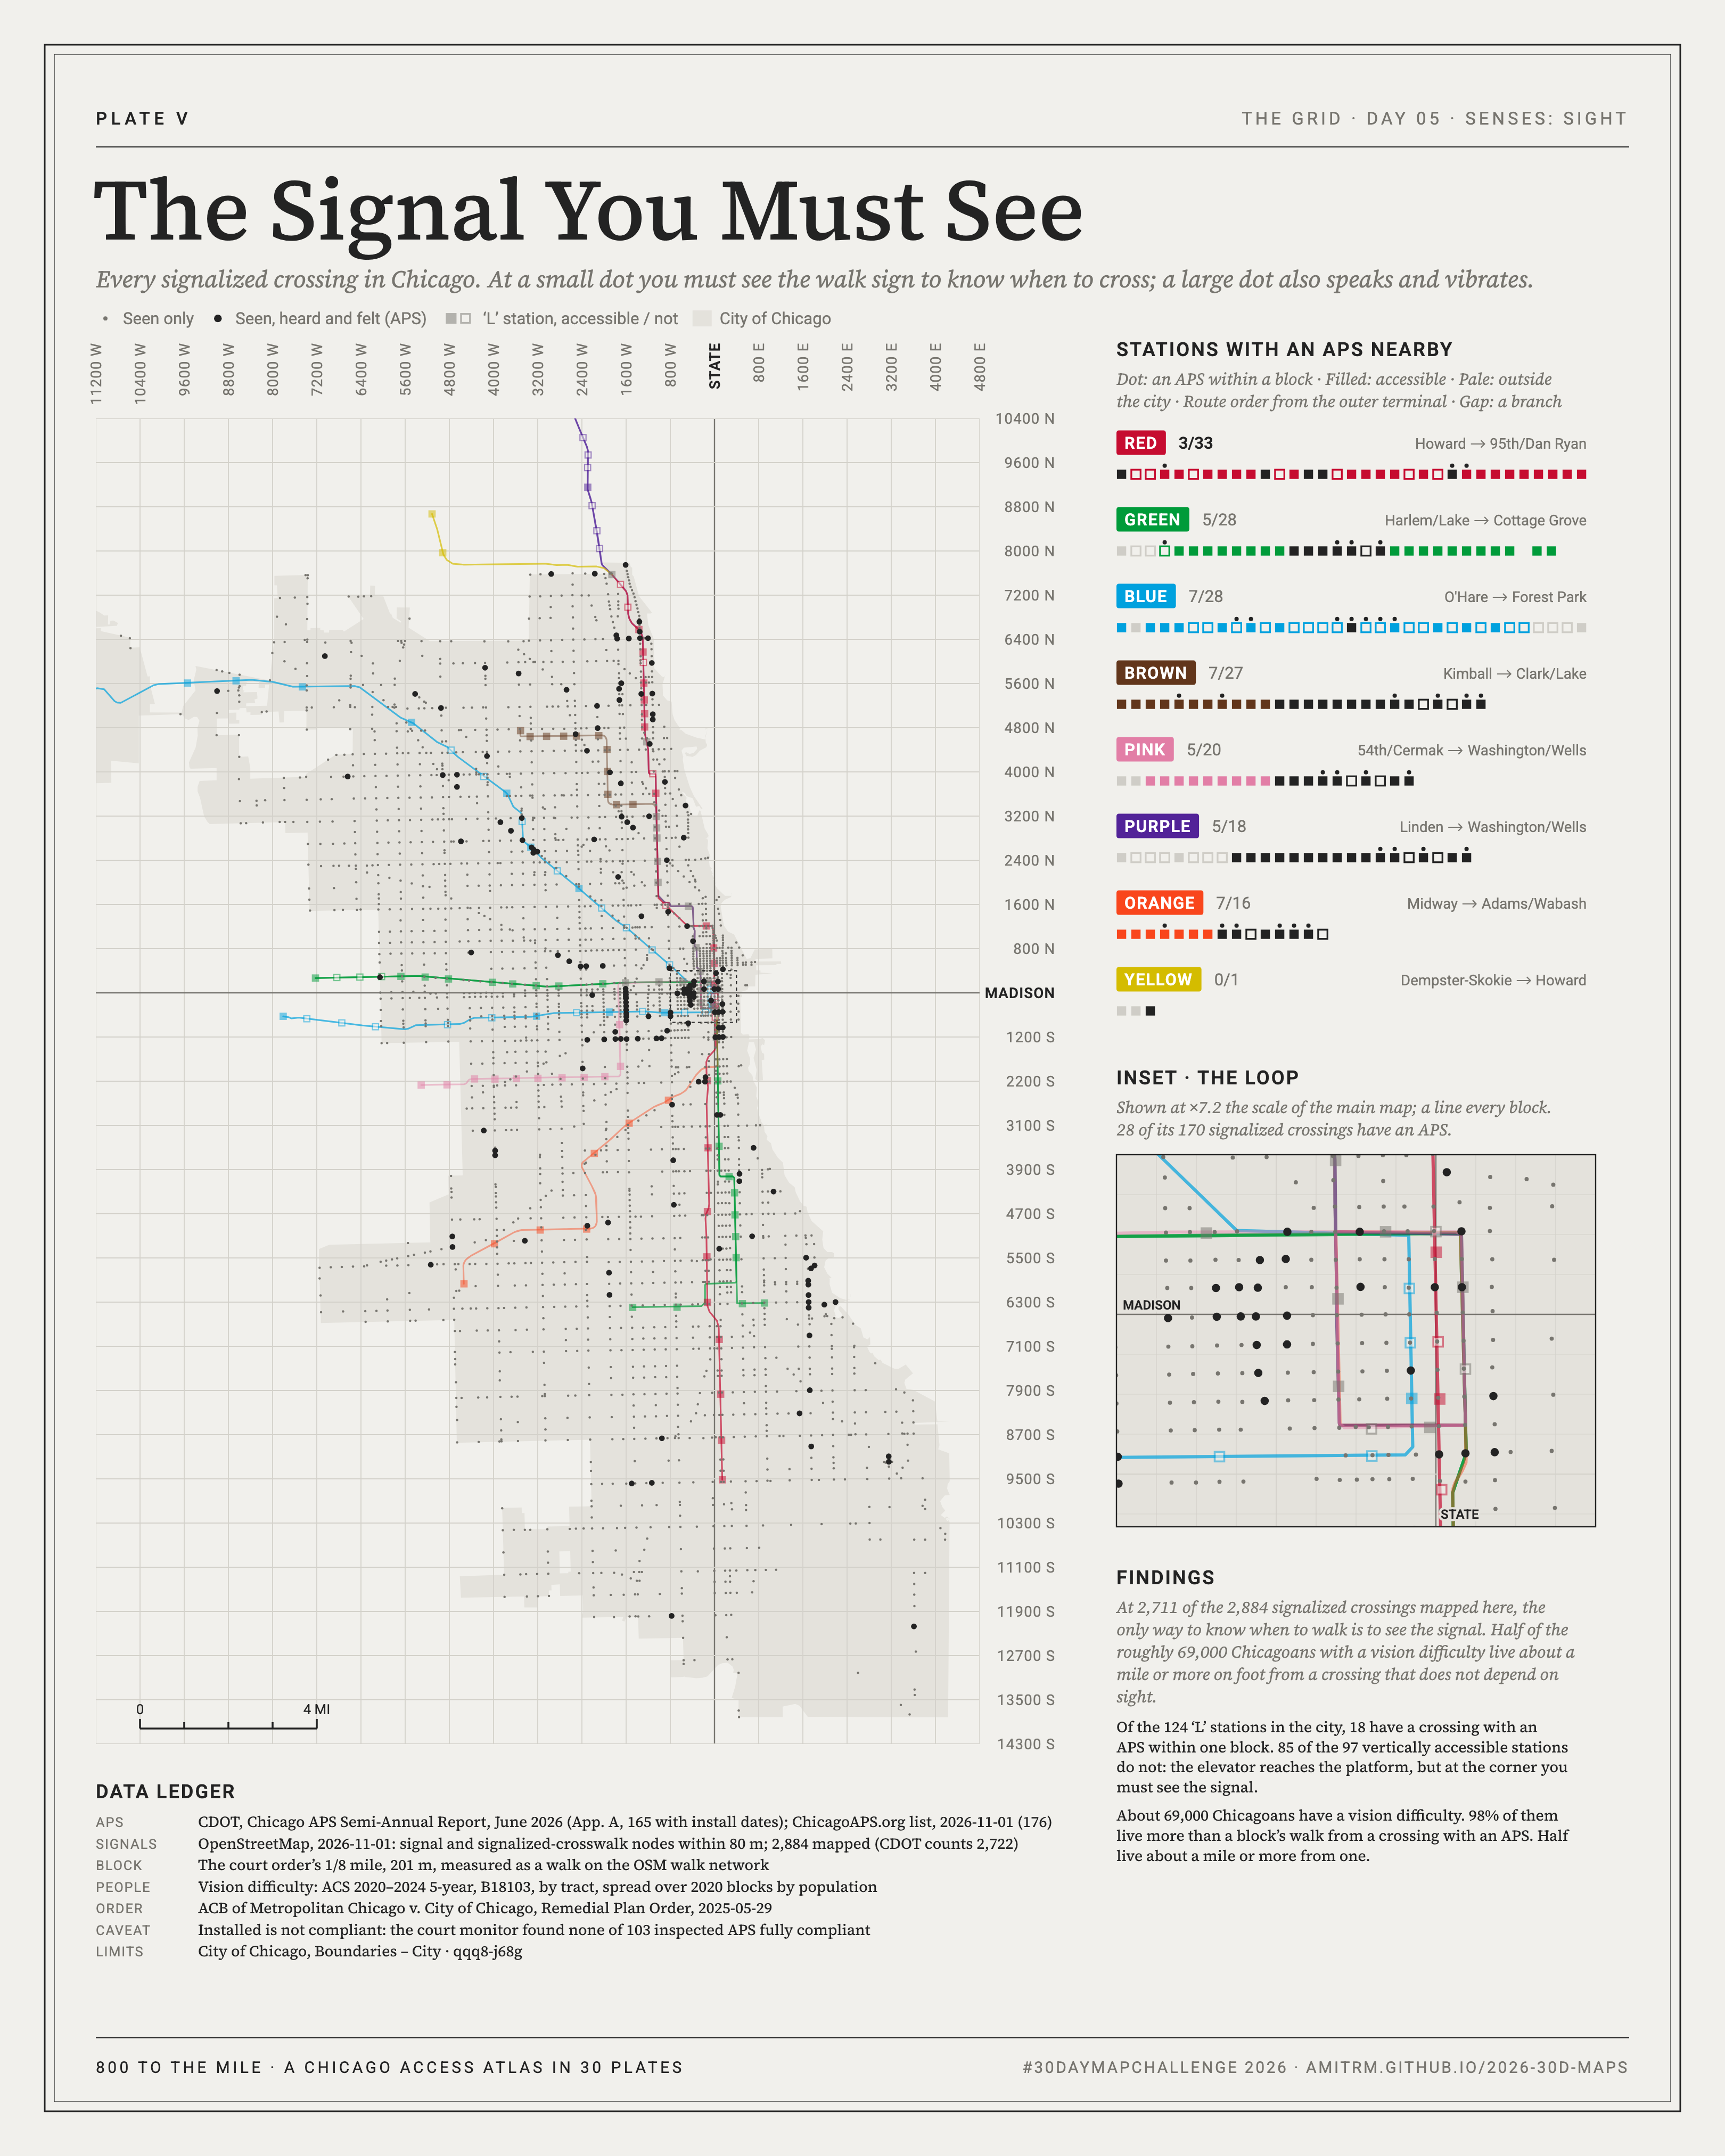 PLATE V
THE GRID · DAY 05 · SENSES: SIGHT
The Signal You Must See
Every signalized crossing in Chicago. At a small dot you must see the walk sign to know when to cross; a large dot also speaks and vibrates.
Seen only
Seen, heard and felt (APS)
‘L’ station, accessible / not
City of Chicago
11200 W
10400 W
9600 W
8800 W
8000 W
7200 W
6400 W
5600 W
4800 W
4000 W
3200 W
2400 W
1600 W
800 W
STATE
800 E
1600 E
2400 E
3200 E
4000 E
4800 E
10400 N
9600 N
8800 N
8000 N
7200 N
6400 N
5600 N
4800 N
4000 N
3200 N
2400 N
1600 N
800 N
MADISON
1200 S
2200 S
3100 S
3900 S
4700 S
5500 S
6300 S
7100 S
7900 S
8700 S
9500 S
10300 S
11100 S
11900 S
12700 S
13500 S
14300 S
0
4 MI
STATIONS WITH AN APS NEARBY
Dot: an APS within a block · Filled: accessible · Pale: outside
the city · Route order from the outer terminal · Gap: a branch
RED 3/33 Howard → 95th/Dan Ryan
GREEN 5/28 Harlem/Lake → Cottage Grove
BLUE 7/28 O'Hare → Forest Park
BROWN 7/27 Kimball → Clark/Lake
PINK 5/20 54th/Cermak → Washington/Wells
PURPLE 5/18 Linden → Washington/Wells
ORANGE 7/16 Midway → Adams/Wabash
YELLOW 0/1 Dempster-Skokie → Howard
INSET · THE LOOP
Shown at ×7.2 the scale of the main map; a line every block.
28 of its 170 signalized crossings have an APS.
MADISON
STATE
FINDINGS
At 2,711 of the 2,884 signalized crossings mapped here, the
only way to know when to walk is to see the signal. Half of the
roughly 69,000 Chicagoans with a vision difficulty live about a
mile or more on foot from a crossing that does not depend on
sight.
Of the 124 ‘L’ stations in the city, 18 have a crossing with an
APS within one block. 85 of the 97 vertically accessible stations
do not: the elevator reaches the platform, but at the corner you
must see the signal.
About 69,000 Chicagoans have a vision difficulty. 98% of them
live more than a block’s walk from a crossing with an APS. Half
live about a mile or more from one.
DATA LEDGER
APS CDOT, Chicago APS Semi-Annual Report, June 2026 (App. A, 165 with install dates); ChicagoAPS.org list, 2026-11-01 (176)
SIGNALS OpenStreetMap, 2026-11-01: signal and signalized-crosswalk nodes within 80 m; 2,884 mapped (CDOT counts 2,722)
BLOCK The court order’s 1/8 mile, 201 m, measured as a walk on the OSM walk network
PEOPLE Vision difficulty: ACS 2020–2024 5-year, B18103, by tract, spread over 2020 blocks by population
ORDER ACB of Metropolitan Chicago v. City of Chicago, Remedial Plan Order, 2025-05-29
CAVEAT Installed is not compliant: the court monitor found none of 103 inspected APS fully compliant
LIMITS City of Chicago, Boundaries – City · qqq8-j68g
800 TO THE MILE · A CHICAGO ACCESS ATLAS IN 30 PLATES
#30DAYMAPCHALLENGE 2026 · AMITRM.GITHUB.IO/2026-30D-MAPS